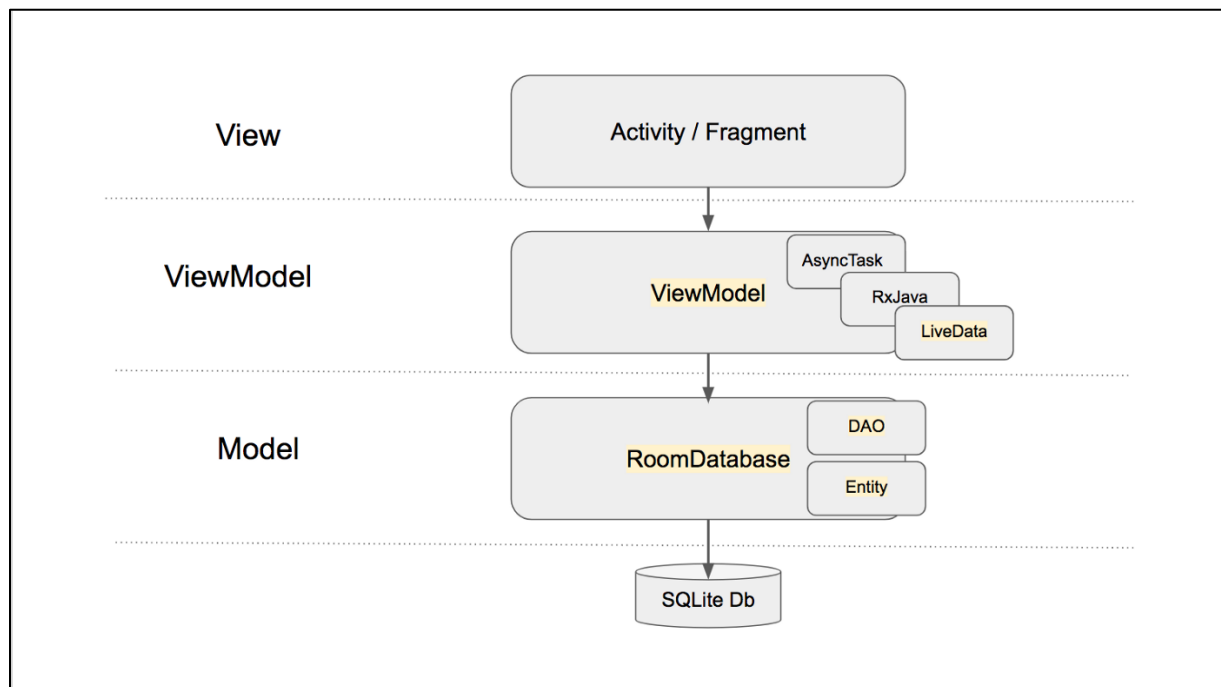 View
Activity / Fragment
ViewModel
ViewModel
AsyncTask
RxJava
LiveData
Model
RoomDatabase
DAO
Entity
SQLite Db